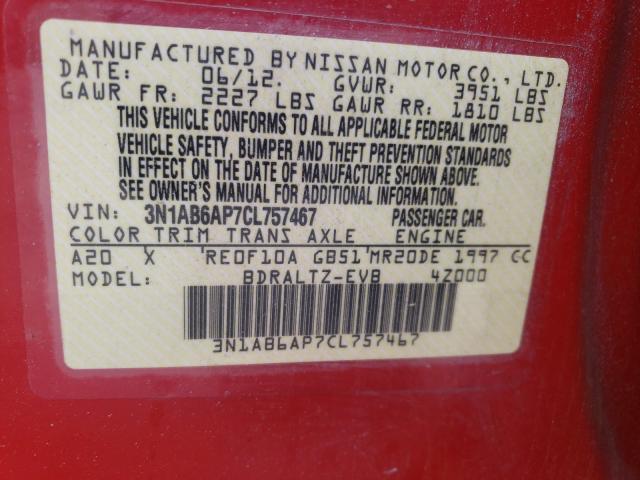 MANUFACTURED BY NISSAN MOTOR CO., LTD.
DATE: 06/12. GVWR: 3951 LBS
GAWR FR: 2227 LBS GAWR RR: 1810 LBS
THIS VEHICLE CONFORMS TO ALL APPLICABLE FEDERAL MOTOR
VEHICLE SAFETY, BUMPER AND THEFT PREVENTION STANDARDS
IN EFFECT ON THE DATE OF MANUFACTURE SHOWN ABOVE.
SEE OWNER'S MANUAL FOR ADDITIONAL INFORMATION.
VIN: 3N1AB6AP7CL757467 PASSENGER CAR.
COLOR TRIM TRANS AXLE ENGINE
A20 X RE0F10A GB51 MR20DE 1997 CC
MODEL: BDRALTZ-EVB 4Z000
3N1AB6AP7CL757467